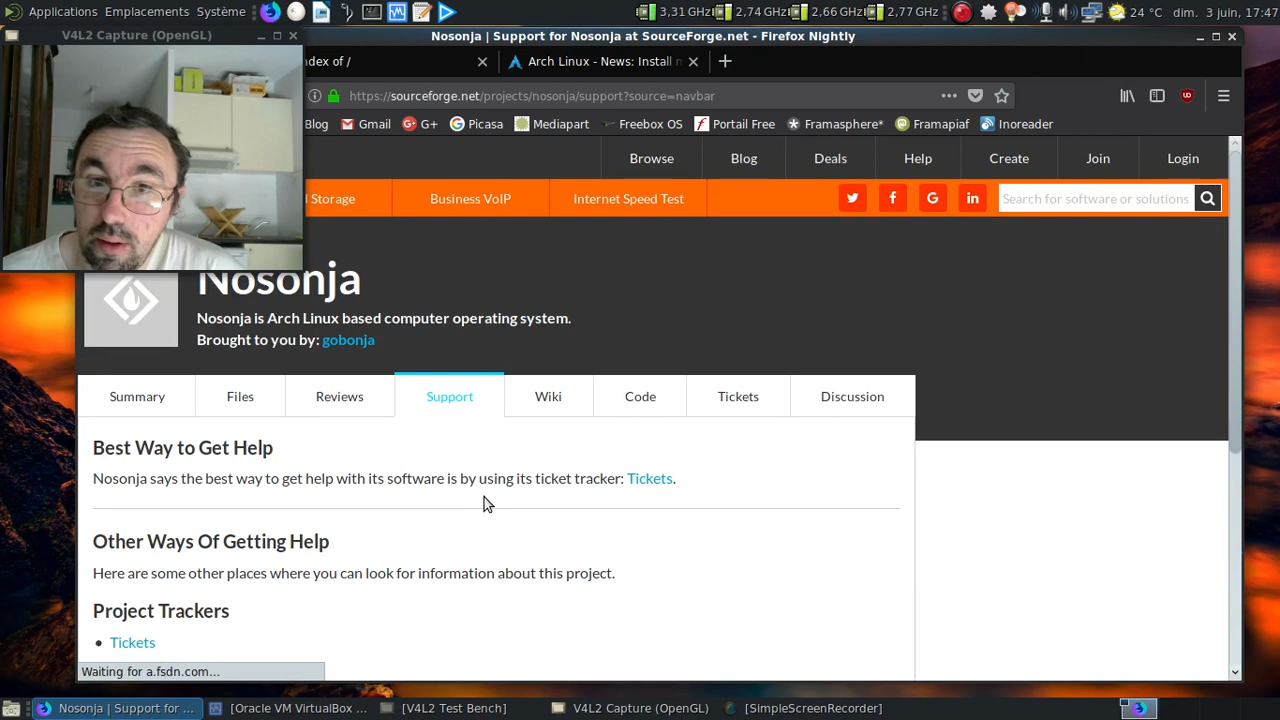 Applications Emplacements Système 3,31 GHz 2,74 GHz 2,66 GHz 2,77 GHz 24 °C dim. 3 juin, 17:47
V4L2 Capture (OpenGL)
Nosonja | Support for Nosonja at SourceForge.net - Firefox Nightly
ndex of /
Arch Linux - News: Install m
https://sourceforge.net/projects/nosonja/support?source=navbar
Blog Gmail G+ Picasa Mediapart Freebox OS Portail Free Framasphère* Framapiaf Inoreader
Browse Blog Deals Help Create Join Login
d Storage Business VoIP Internet Speed Test Search for software or solutions
Nosonja
Nosonja is Arch Linux based computer operating system.
Brought to you by: gobonja
Summary Files Reviews Support Wiki Code Tickets Discussion
Best Way to Get Help
Nosonja says the best way to get help with its software is by using its ticket tracker: Tickets.
Other Ways Of Getting Help
Here are some other places where you can look for information about this project.
Project Trackers
• Tickets
Waiting for a.fsdn.com...
Nosonja | Support for ... [Oracle VM VirtualBox ... [V4L2 Test Bench] V4L2 Capture (OpenGL) [SimpleScreenRecorder]